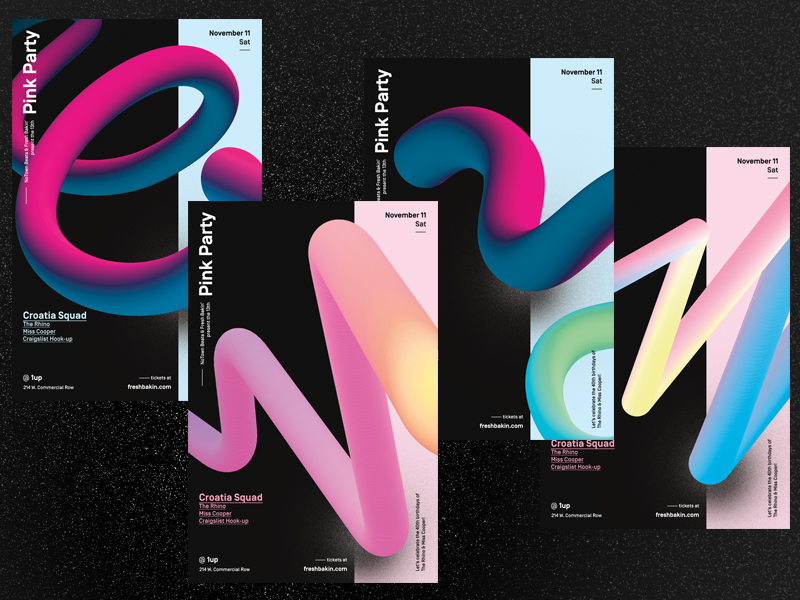 Pink Party
NoTown Beats & Fresh Bakin'
present the 13th
November 11
Sat
Croatia Squad
The Rhino
Miss Cooper
Craigslist Hook-up
@ 1up
214 W. Commercial Row
tickets at
freshbakin.com
Pink Party
Beats & Fresh Bakin'
present the 13th
November 11
Sat
tickets at
freshbakin.com
Let's celebrate the 40th birthdays of
The Rhino & Miss Cooper!
Pink Party
NoTown Beats & Fresh Bakin'
present the 13th
November 11
Sat
Croatia Squad
The Rhino
Miss Cooper
Craigslist Hook-up
@ 1up
214 W. Commercial Row
tickets at
freshbakin.com
Let's celebrate the 40th birthdays of
The Rhino & Miss Cooper!
November 11
Sat
Croatia Squad
The Rhino
Miss Cooper
Craigslist Hook-up
@ 1up
214 W. Commercial Row
tickets at
freshbakin.com
Let's celebrate the 40th birthdays of
The Rhino & Miss Cooper!